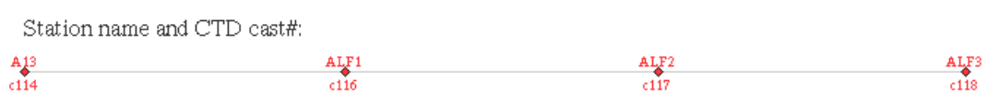 Station name and CTD cast#:
A13 ALF1 ALF2 ALF3
c114 c116 c117 c118